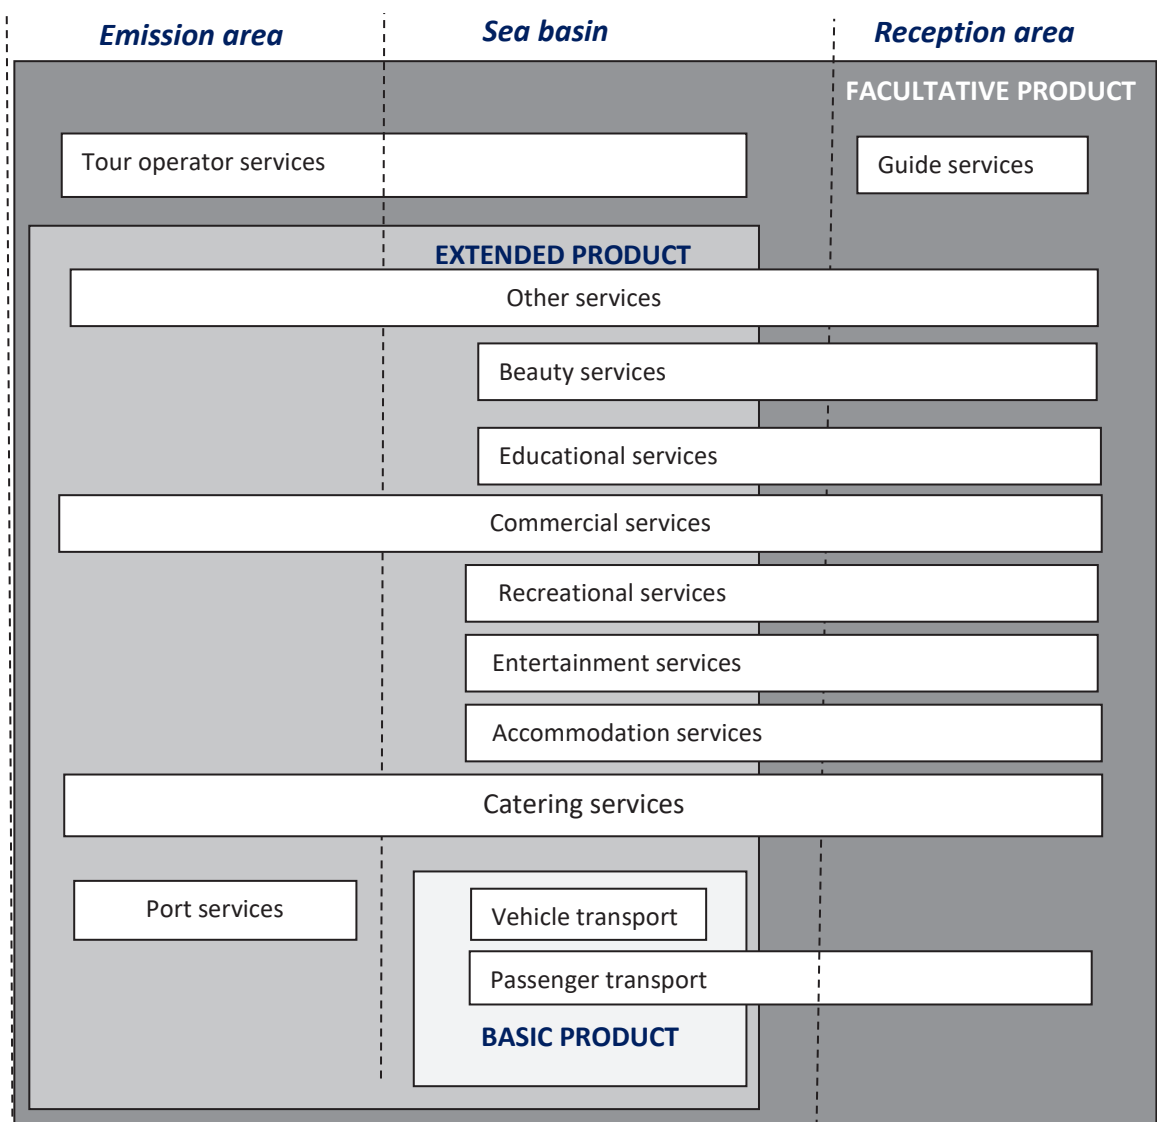 Emission area
Sea basin
Reception area
FACULTATIVE PRODUCT
Tour operator services
Guide services
EXTENDED PRODUCT
Other services
Beauty services
Educational services
Commercial services
Recreational services
Entertainment services
Accommodation services
Catering services
Port services
Vehicle transport
Passenger transport
BASIC PRODUCT